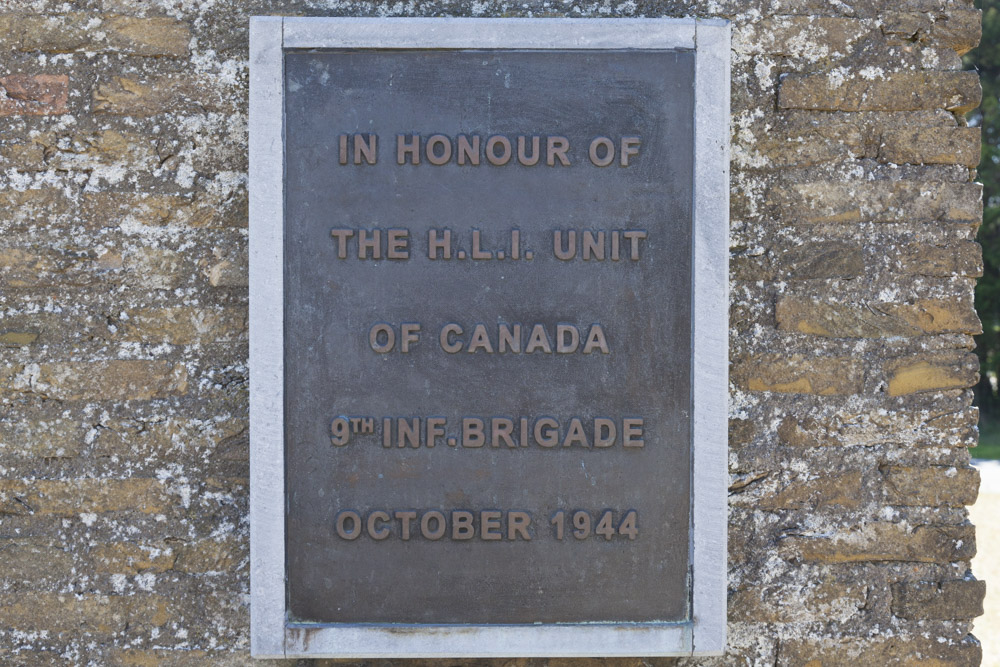 IN HONOUR OF
THE H.L.I. UNIT
OF CANADA
9TH INF.BRIGADE
OCTOBER 1944